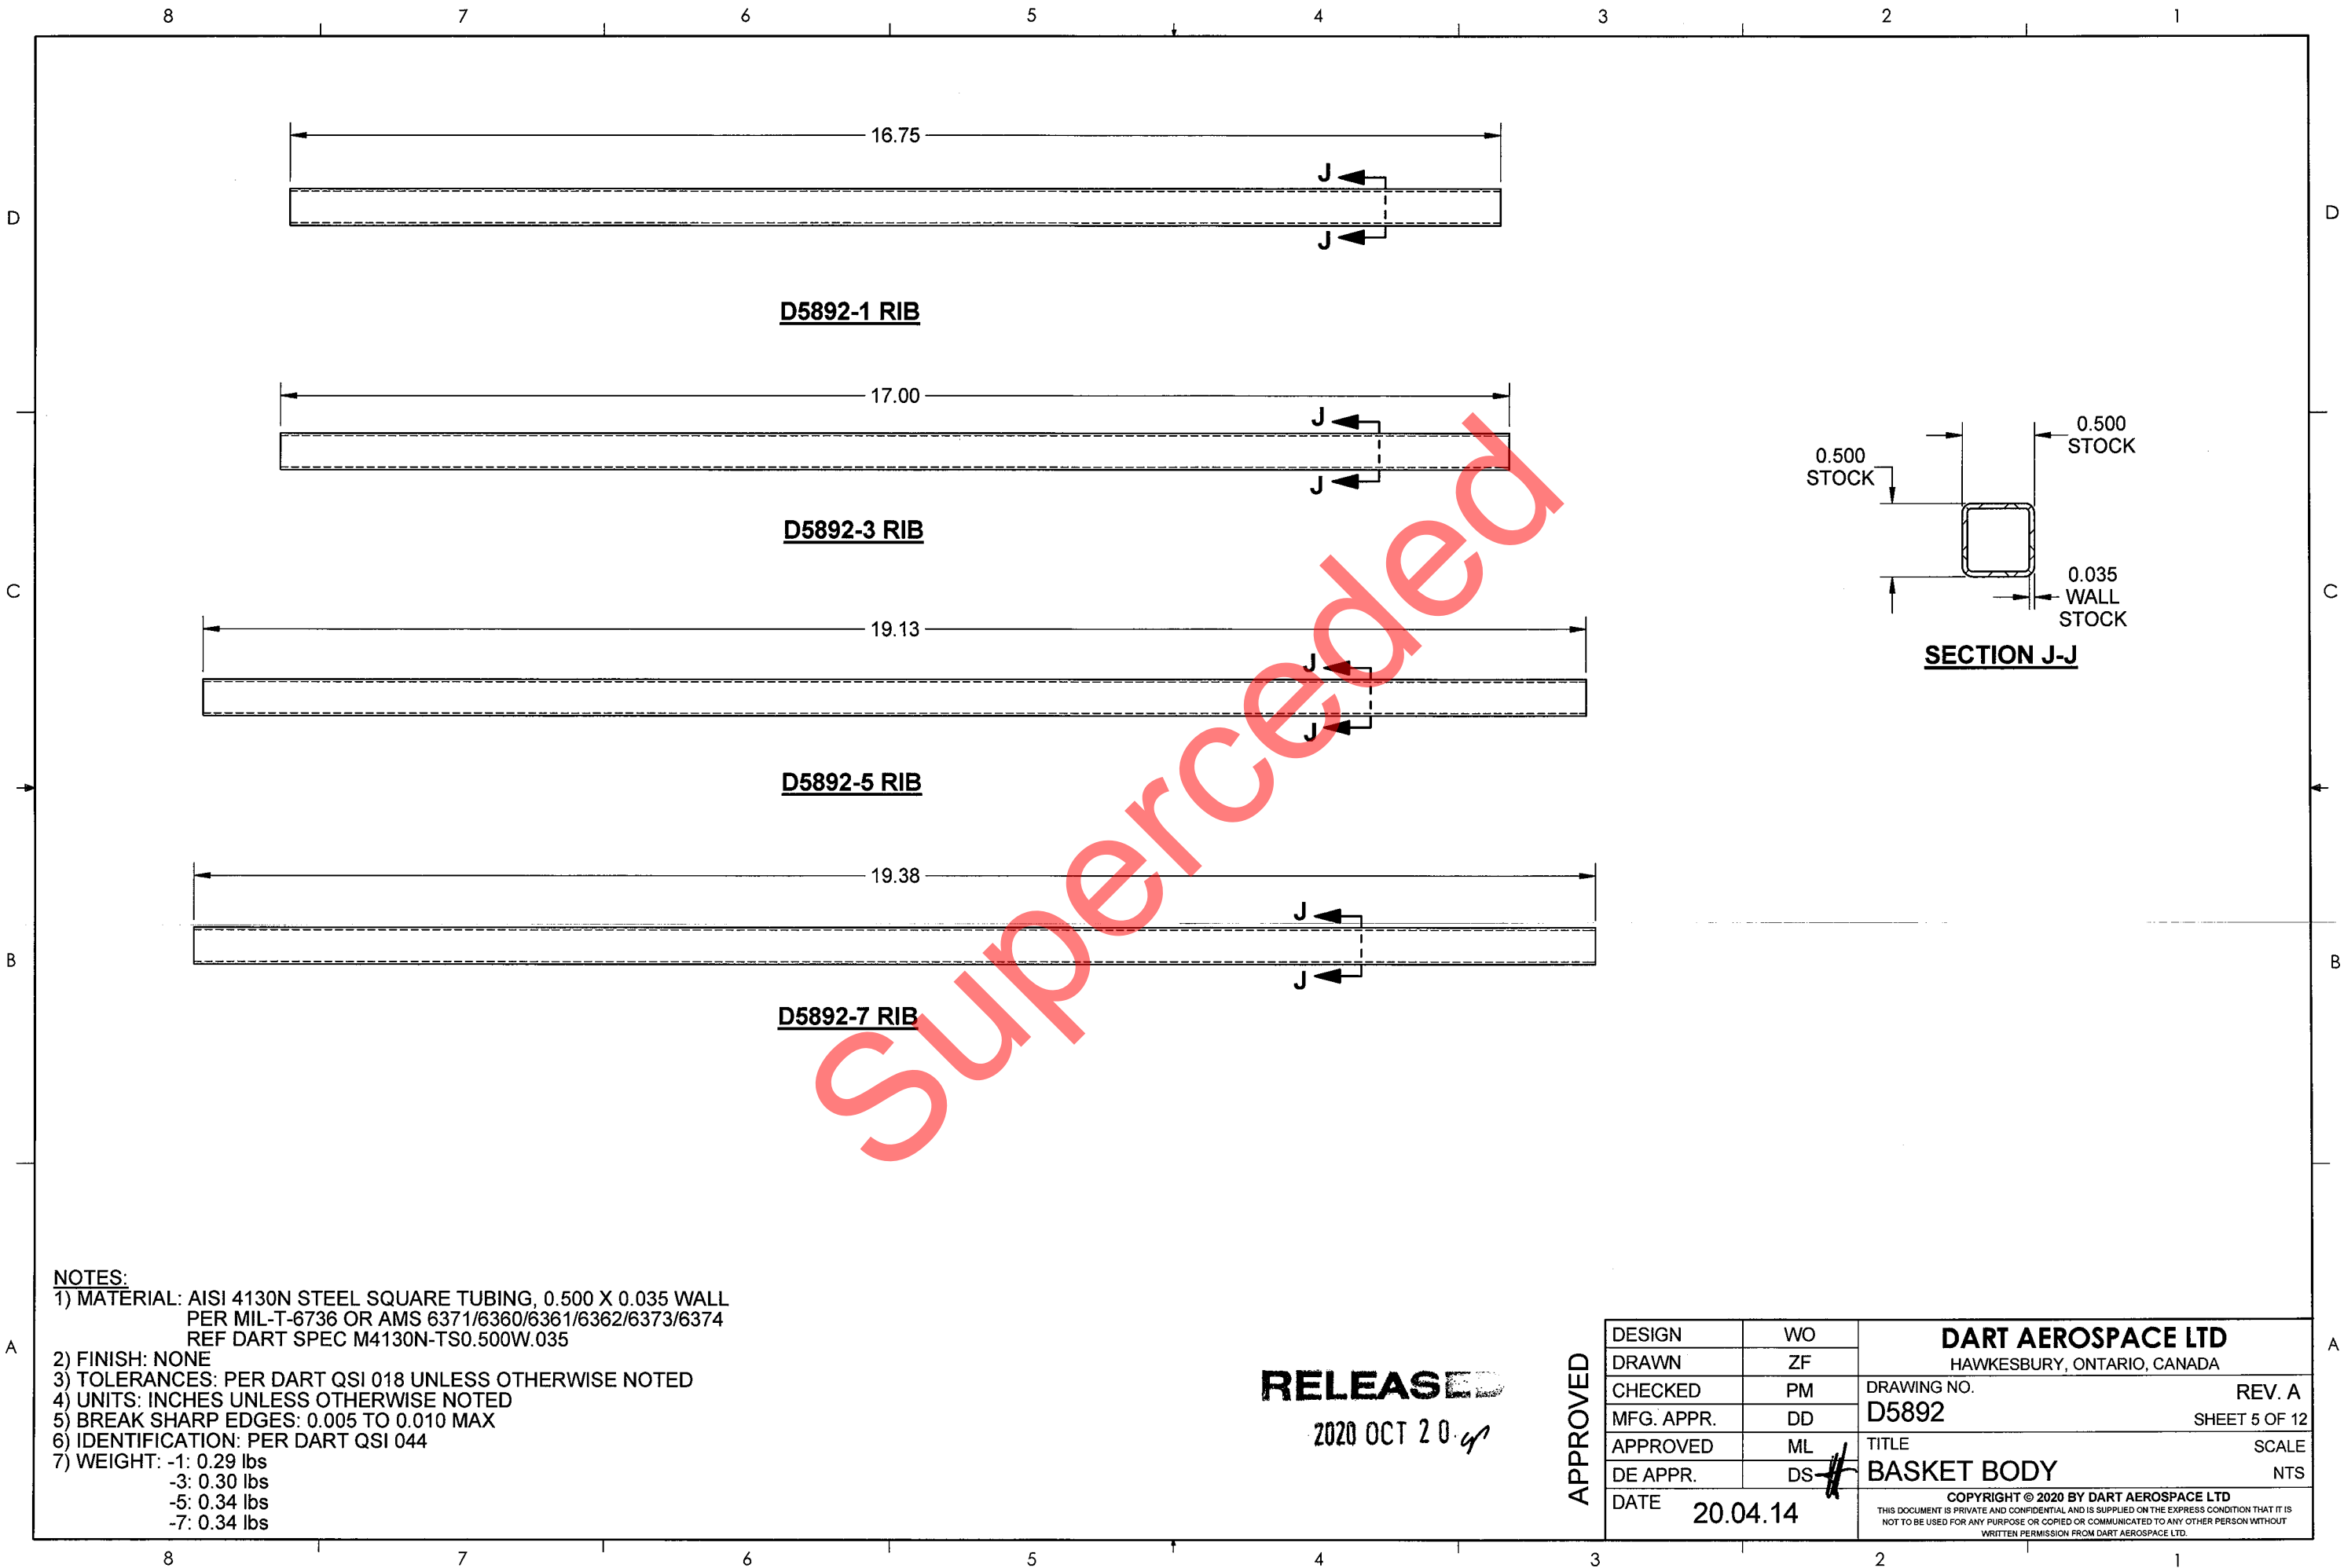 8 7 6 5 4 3 2 1
16.75
J
J
D D
D5892-1 RIB
17.00
J
J
D5892-3 RIB
0.500
STOCK
0.500
STOCK
0.035
WALL
STOCK
SECTION J-J
C C
19.13
J
J
D5892-5 RIB
19.38
J
J
B B
D5892-7 RIB
Superceded
NOTES:
1) MATERIAL: AISI 4130N STEEL SQUARE TUBING, 0.500 X 0.035 WALL
PER MIL-T-6736 OR AMS 6371/6360/6361/6362/6373/6374
REF DART SPEC M4130N-TS0.500W.035
2) FINISH: NONE
3) TOLERANCES: PER DART QSI 018 UNLESS OTHERWISE NOTED
4) UNITS: INCHES UNLESS OTHERWISE NOTED
5) BREAK SHARP EDGES: 0.005 TO 0.010 MAX
6) IDENTIFICATION: PER DART QSI 044
7) WEIGHT: -1: 0.29 lbs
-3: 0.30 lbs
-5: 0.34 lbs
-7: 0.34 lbs
A A
RELEASED
2020 OCT 20
APPROVED
DESIGN WO
DRAWN ZF
CHECKED PM
MFG. APPR. DD
APPROVED ML
DE APPR. DS
DATE 20.04.14
DART AEROSPACE LTD
HAWKESBURY, ONTARIO, CANADA
DRAWING NO. REV. A
D5892 SHEET 5 OF 12
TITLE SCALE
BASKET BODY NTS
COPYRIGHT © 2020 BY DART AEROSPACE LTD
THIS DOCUMENT IS PRIVATE AND CONFIDENTIAL AND IS SUPPLIED ON THE EXPRESS CONDITION THAT IT IS
NOT TO BE USED FOR ANY PURPOSE OR COPIED OR COMMUNICATED TO ANY OTHER PERSON WITHOUT
WRITTEN PERMISSION FROM DART AEROSPACE LTD.
8 7 6 5 4 3 2 1